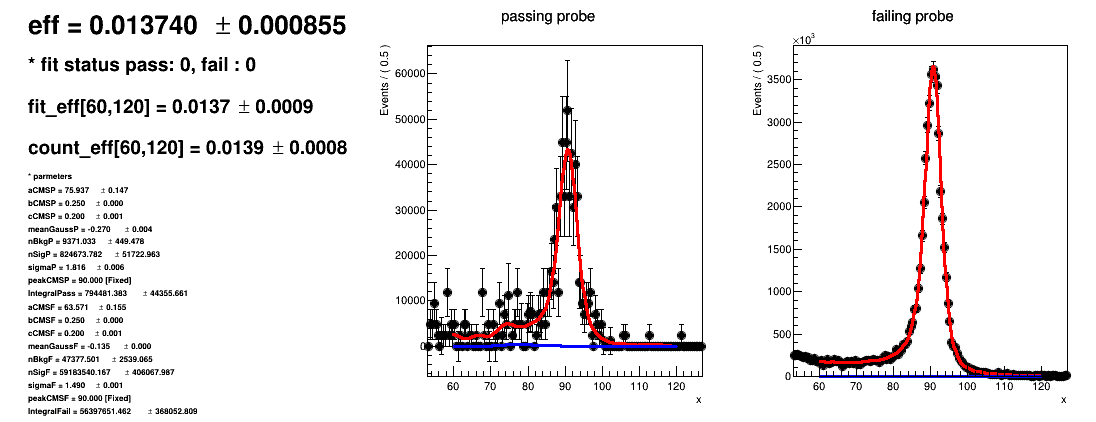 eff = 0.013740 ± 0.000855
* fit status pass: 0, fail : 0
fit_eff[60,120] = 0.0137 ± 0.0009
count_eff[60,120] = 0.0139 ± 0.0008
* parmeters
aCMSP = 75.937 ± 0.147
bCMSP = 0.250 ± 0.000
cCMSP = 0.200 ± 0.001
meanGaussP = -0.270 ± 0.004
nBkgP = 9371.033 ± 449.478
nSigP = 824673.782 ± 51722.963
sigmaP = 1.816 ± 0.006
peakCMSP = 90.000 [Fixed]
IntegralPass = 794481.383 ± 44355.661
aCMSF = 63.571 ± 0.155
bCMSF = 0.250 ± 0.000
cCMSF = 0.200 ± 0.001
meanGaussF = -0.135 ± 0.000
nBkgF = 47377.501 ± 2539.065
nSigF = 59183540.167 ± 406067.987
sigmaF = 1.490 ± 0.001
peakCMSF = 90.000 [Fixed]
IntegralFail = 56397651.462 ± 368052.809
passing probe
Events / ( 0.5 )
60000
50000
40000
30000
20000
10000
0
60 70 80 90 100 110 120
x
failing probe
×10³
Events / ( 0.5 )
3500
3000
2500
2000
1500
1000
500
0
60 70 80 90 100 110 120
x